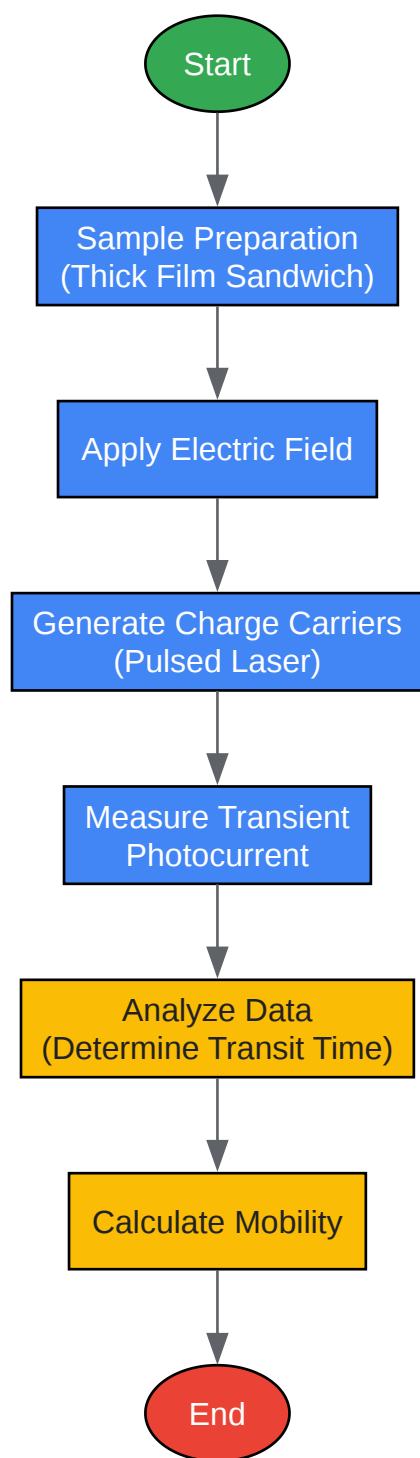 Start
Sample Preparation
(Thick Film Sandwich)
Apply Electric Field
Generate Charge Carriers
(Pulsed Laser)
Measure Transient
Photocurrent
Analyze Data
(Determine Transit Time)
Calculate Mobility
End